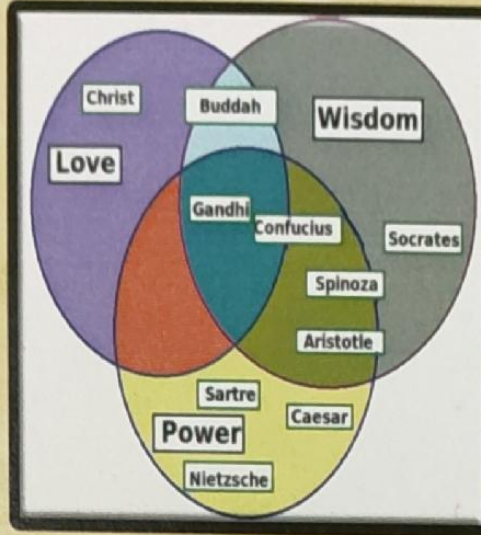 Christ
Buddah
Wisdom
Love
Gandhi
Confucius
Socrates
Spinoza
Aristotle
Sartre
Caesar
Power
Nietzsche